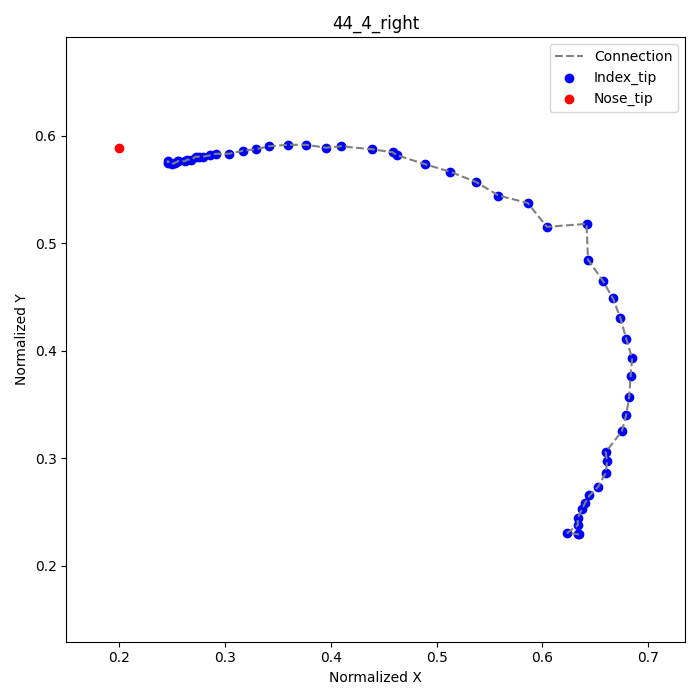 44_4_right
Connection
Index_tip
Nose_tip
Normalized Y
0.6
0.5
0.4
0.3
0.2
0.2 0.3 0.4 0.5 0.6 0.7
Normalized X